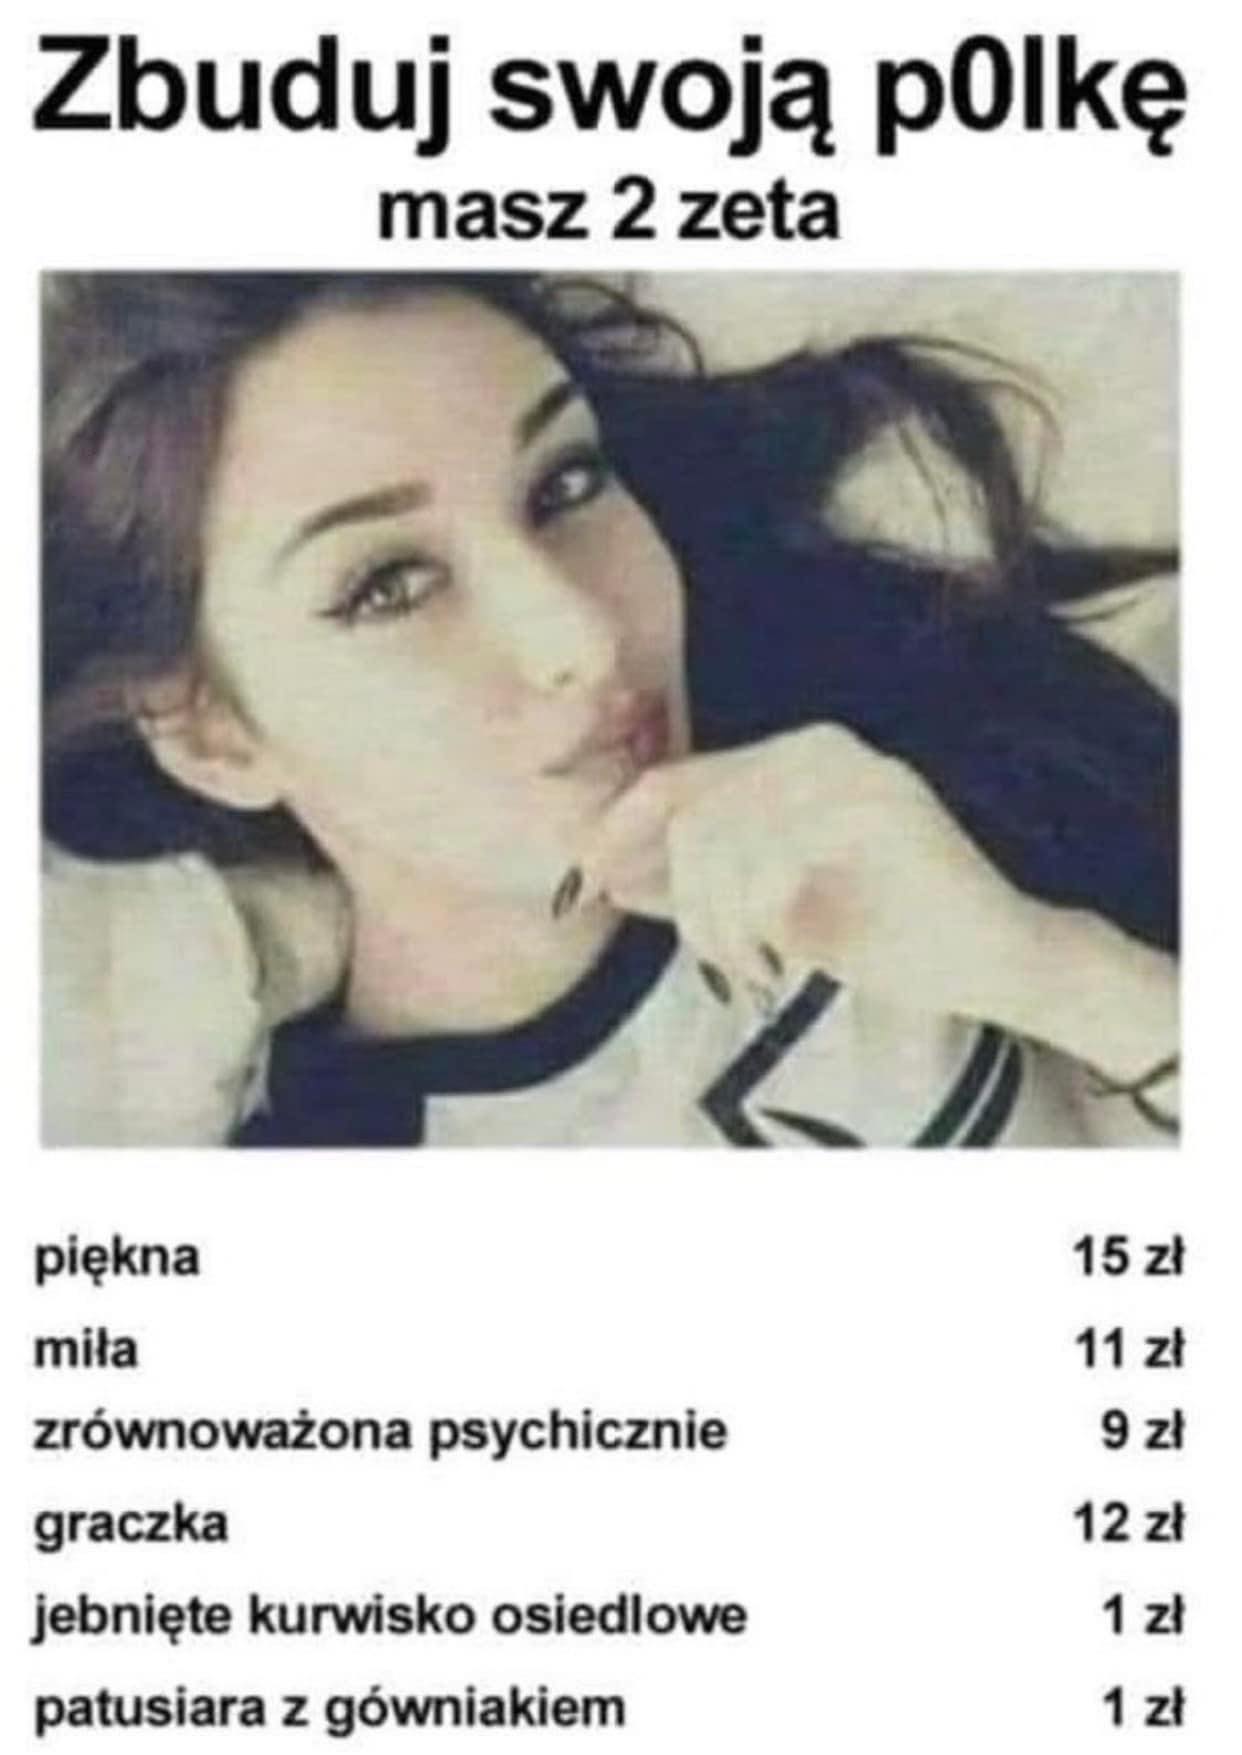 Zbuduj swoją p0lkę
masz 2 zeta
piękna 15 zł
miła 11 zł
zrównoważona psychicznie 9 zł
graczka 12 zł
jebnięte kurwisko osiedlowe 1 zł
patusiara z gówniakiem 1 zł